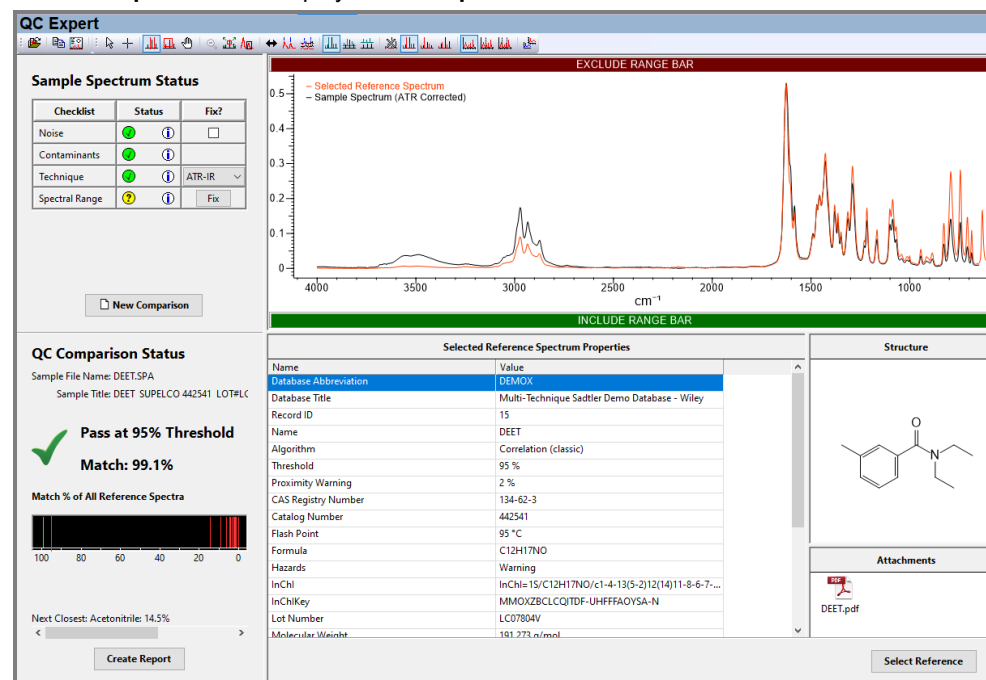 QC Expert
EXCLUDE RANGE BAR
Sample Spectrum Status
Checklist Status Fix?
Noise
Contaminants
Technique ATR-IR
Spectral Range ? Fix
New Comparison
– Selected Reference Spectrum
– Sample Spectrum (ATR Corrected)
0.5
0.4
0.3
0.2
0.1
0
4000 3500 3000 2500 2000 1500 1000
cm⁻¹
INCLUDE RANGE BAR
QC Comparison Status
Sample File Name: DEET.SPA
Sample Title: DEET SUPELCO 442541 LOT#LC
Pass at 95% Threshold
Match: 99.1%
Match % of All Reference Spectra
100 80 60 40 20 0
Next Closest: Acetonitrile: 14.5%
Create Report
Selected Reference Spectrum Properties
Name Value
Database Abbreviation DEMOX
Database Title Multi-Technique Sadtler Demo Database - Wiley
Record ID 15
Name DEET
Algorithm Correlation (classic)
Threshold 95 %
Proximity Warning 2 %
CAS Registry Number 134-62-3
Catalog Number 442541
Flash Point 95 °C
Formula C12H17NO
Hazards Warning
InChI InChI=1S/C12H17NO/c1-4-13(5-2)12(14)11-8-6-7-...
InChIKey MMOXZBCLCQITDF-UHFFFAOYSA-N
Lot Number LC07804V
Molecular Weight 191.273 g/mol
Structure
O
N
Attachments
PDF
DEET.pdf
Select Reference